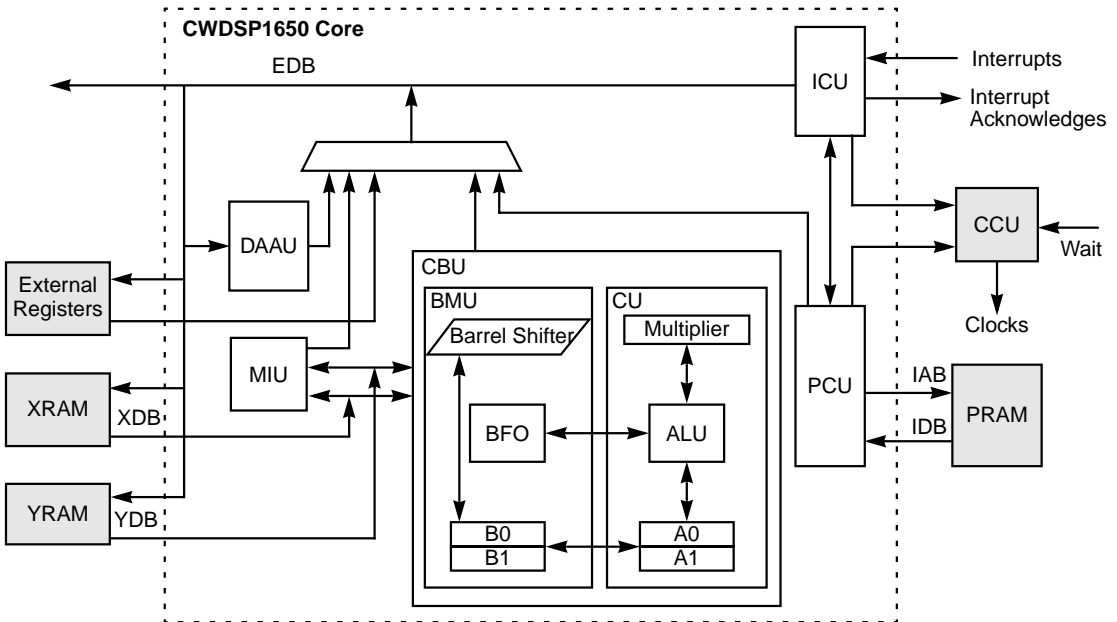 CWDSP1650 Core
EDB
ICU
Interrupts
Interrupt
Acknowledges
DAAU
CCU
Wait
Clocks
External
Registers
CBU
BMU
CU
Barrel Shifter
Multiplier
MIU
XRAM
XDB
BFO
ALU
PCU
IAB
IDB
PRAM
YRAM
YDB
B0
B1
A0
A1